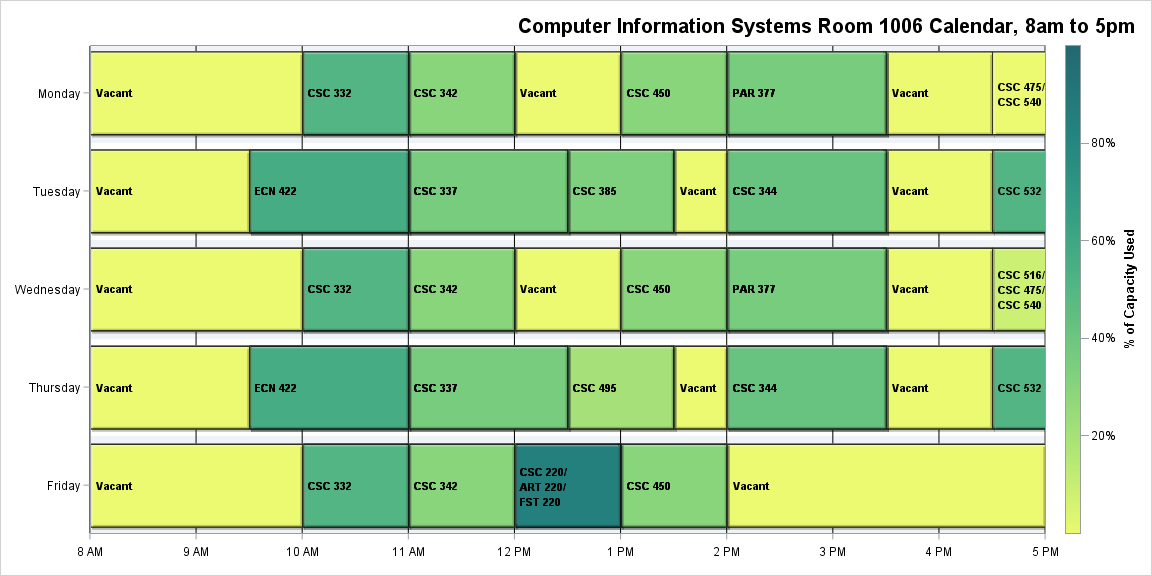 Computer Information Systems Room 1006 Calendar, 8am to 5pm
Monday
Vacant
CSC 332
CSC 342
Vacant
CSC 450
PAR 377
Vacant
CSC 475/
CSC 540
Tuesday
Vacant
ECN 422
CSC 337
CSC 385
Vacant
CSC 344
Vacant
CSC 532
Wednesday
Vacant
CSC 332
CSC 342
Vacant
CSC 450
PAR 377
Vacant
CSC 516/
CSC 475/
CSC 540
Thursday
Vacant
ECN 422
CSC 337
CSC 495
Vacant
CSC 344
Vacant
CSC 532
Friday
Vacant
CSC 332
CSC 342
CSC 220/
ART 220/
FST 220
CSC 450
Vacant
8 AM
9 AM
10 AM
11 AM
12 PM
1 PM
2 PM
3 PM
4 PM
5 PM
80%
60%
40%
20%
% of Capacity Used